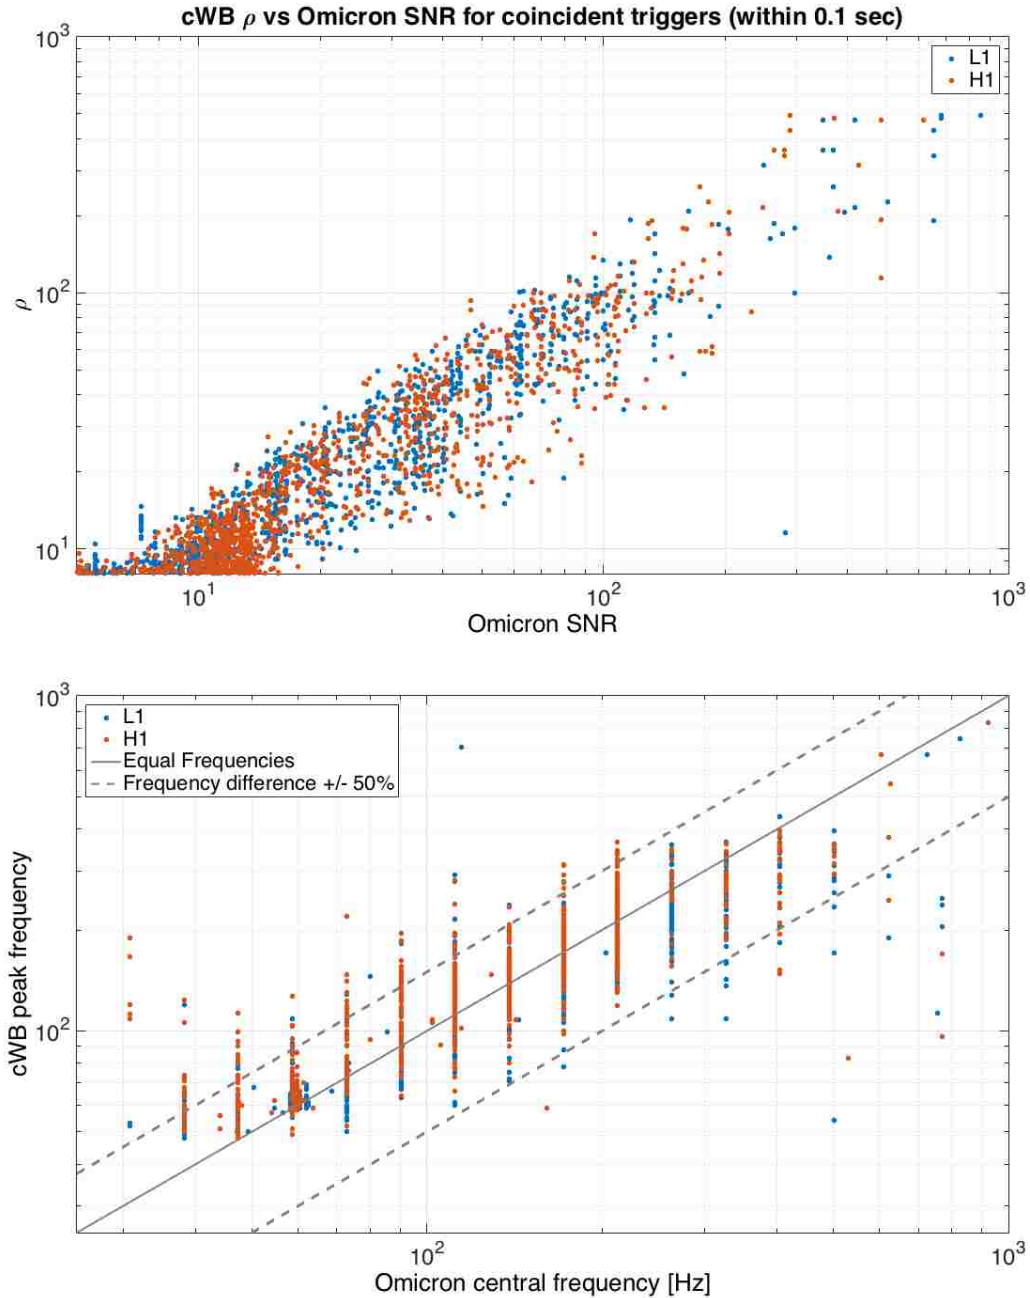 cWB ρ vs Omicron SNR for coincident triggers (within 0.1 sec)
10³
L1
H1
10²
ρ
10¹
10¹
10²
10³
Omicron SNR
10³
L1
H1
Equal Frequencies
Frequency difference +/- 50%
cWB peak frequency
10²
10²
10³
Omicron central frequency [Hz]